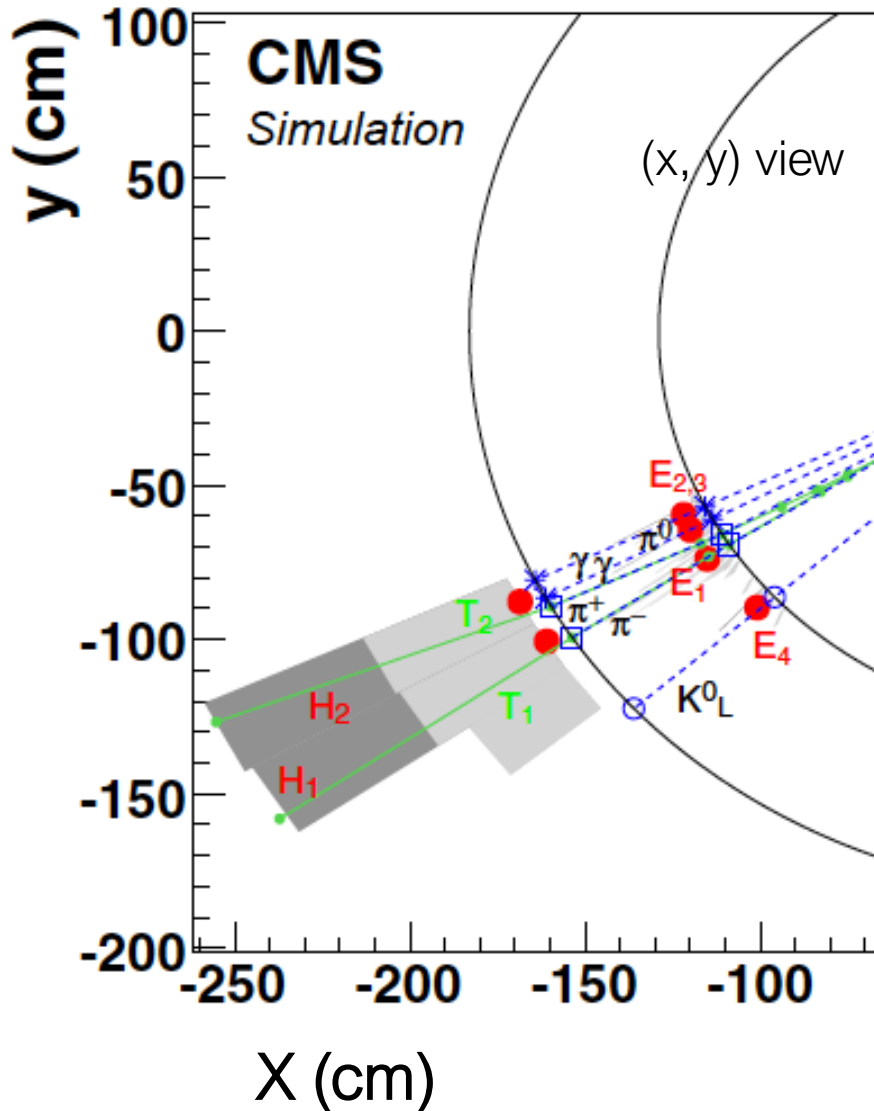 100
CMS
Simulation
y (cm)
(x, y) view
50
0
-50
E2,3
π0
γ γ
E1
T2
π+
π−
-100
E4
H2
T1
K0L
H1
-150
-200
-250
-200
-150
-100
X (cm)